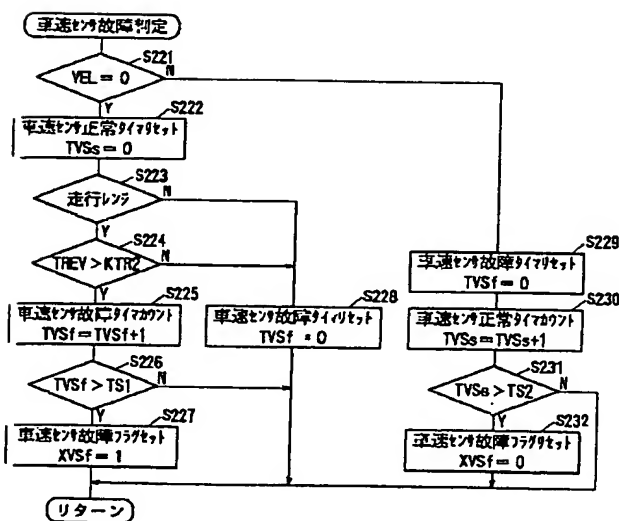 車速センサ故障判定
S221
VEL = 0
N
Y
S222
車速センサ正常タイマリセット
TVSs = 0
S223
走行レンジ
N
Y
S224
TREV > KTR2
N
Y
S225
車速センサ故障タイマカウント
TVSf = TVSf+1
S226
TVSf > TS1
N
Y
S227
車速センサ故障フラグセット
XVSf = 1
S228
車速センサ故障タイマリセット
TVSf = 0
S229
車速センサ故障タイマリセット
TVSf = 0
S230
車速センサ正常タイマカウント
TVSs = TVSs+1
S231
TVSs > TS2
N
Y
S232
車速センサ故障フラグリセット
XVSf = 0
リターン